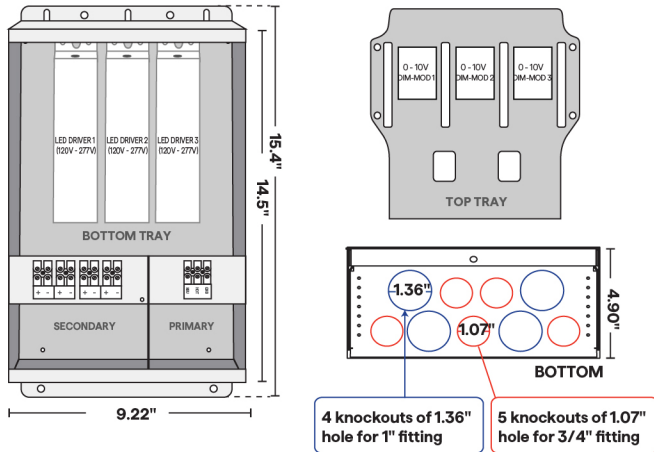 LED DRIVER 1
(120V - 277V)
LED DRIVER 2
(120V - 277V)
LED DRIVER 3
(120V - 277V)
BOTTOM TRAY
+ - + - + - + -
SECONDARY
PRIMARY
15.4"
14.5"
9.22"
0 - 10V
DIM-MOD 1
0 - 10V
DIM-MOD 2
0 - 10V
DIM-MOD 3
TOP TRAY
1.36"
1.07"
4.90"
BOTTOM
4 knockouts of 1.36"
hole for 1" fitting
5 knockouts of 1.07"
hole for 3/4" fitting